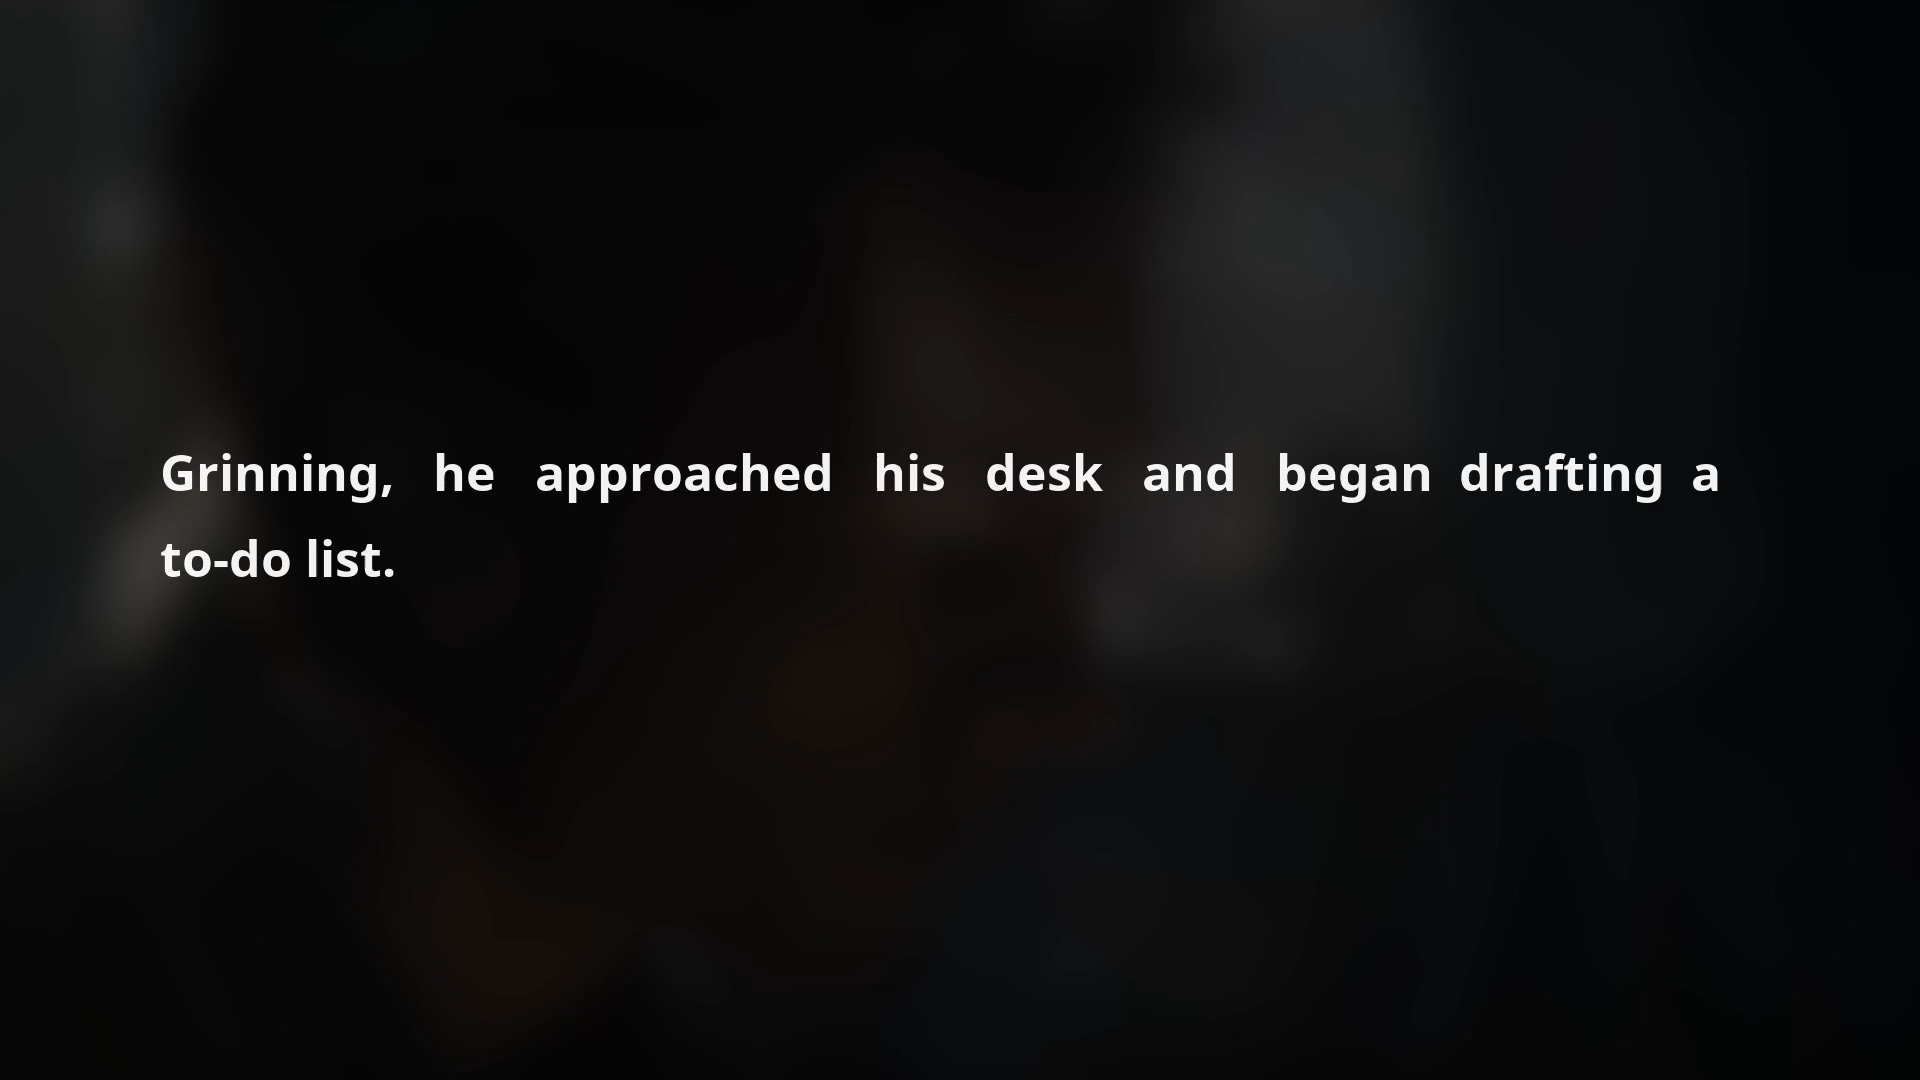 Grinning, he approached his desk and began drafting a
to-do list.